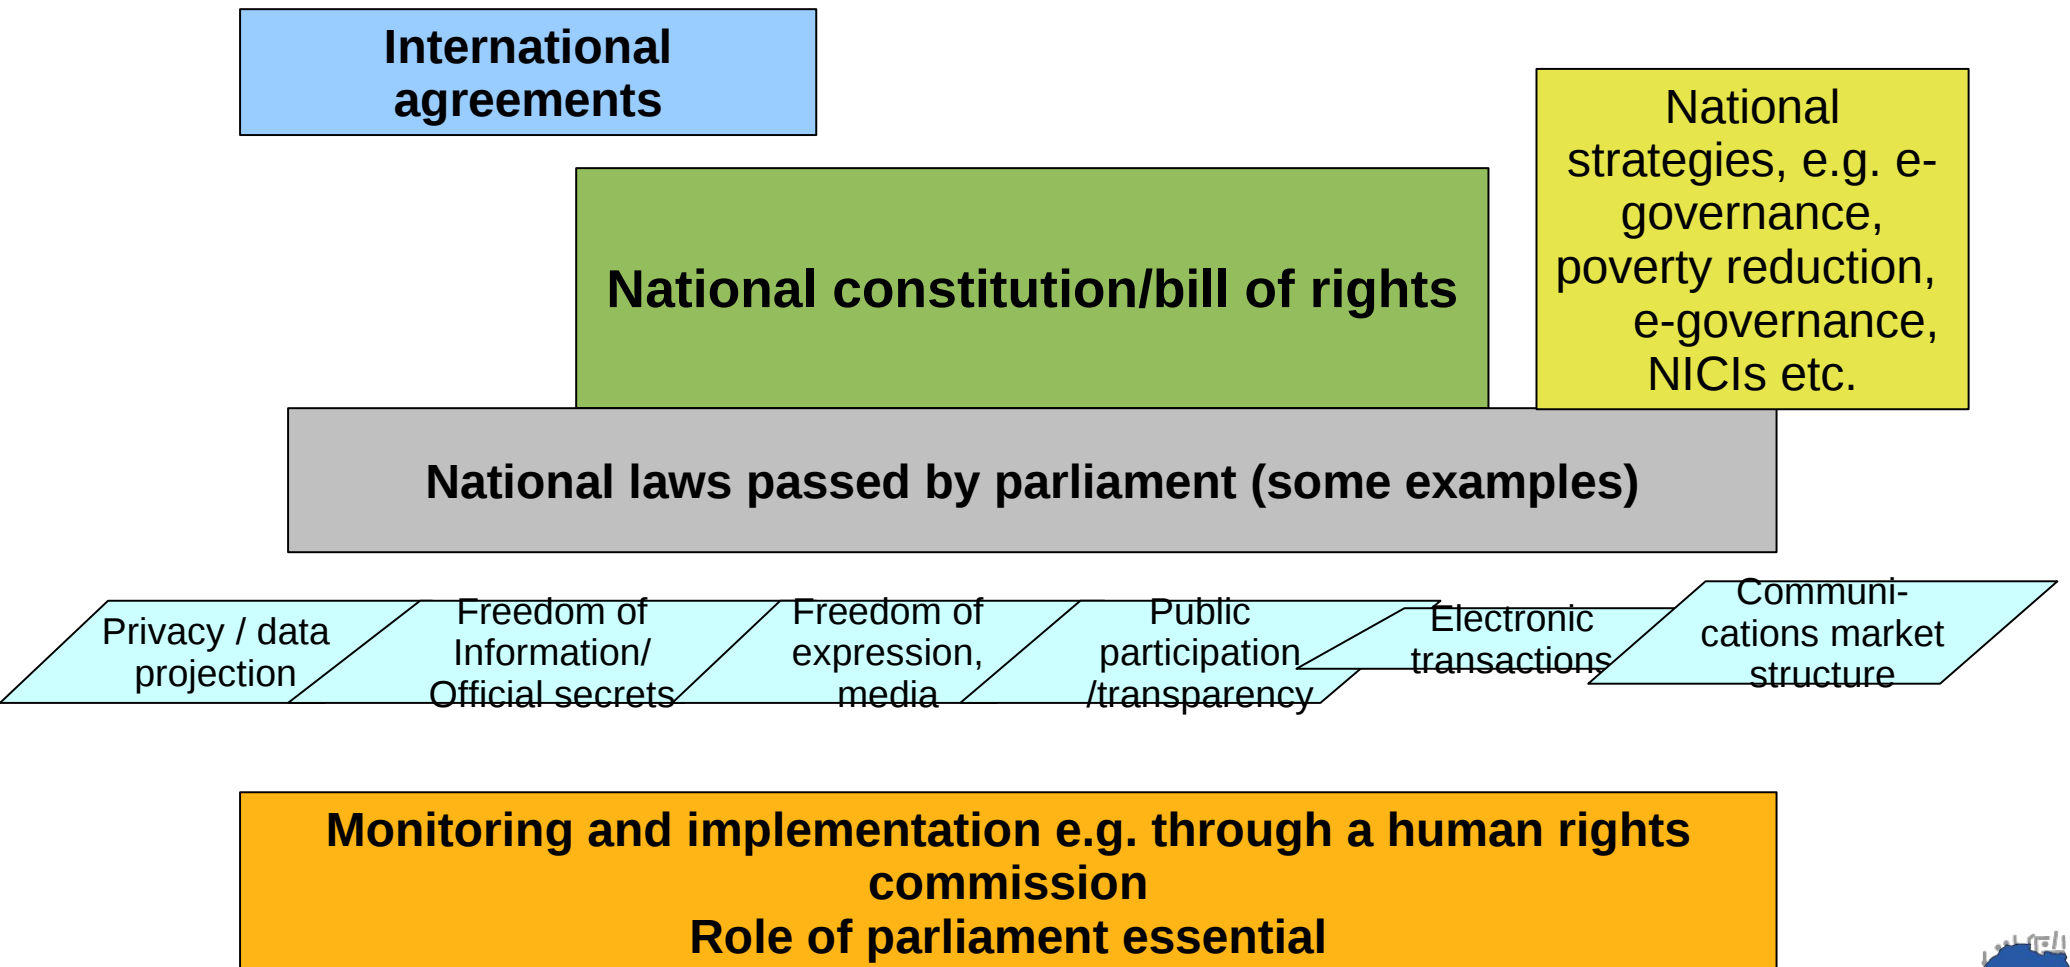 International
agreements
National
strategies, e.g. e-
governance,
poverty reduction,
e-governance,
NICIs etc.
National constitution/bill of rights
National laws passed by parliament (some examples)
Privacy / data
projection
Freedom of
Information/
Official secrets
Freedom of
expression,
media
Public
participation
/transparency
Electronic
transactions
Communi-
cations market
structure
Monitoring and implementation e.g. through a human rights
commission
Role of parliament essential